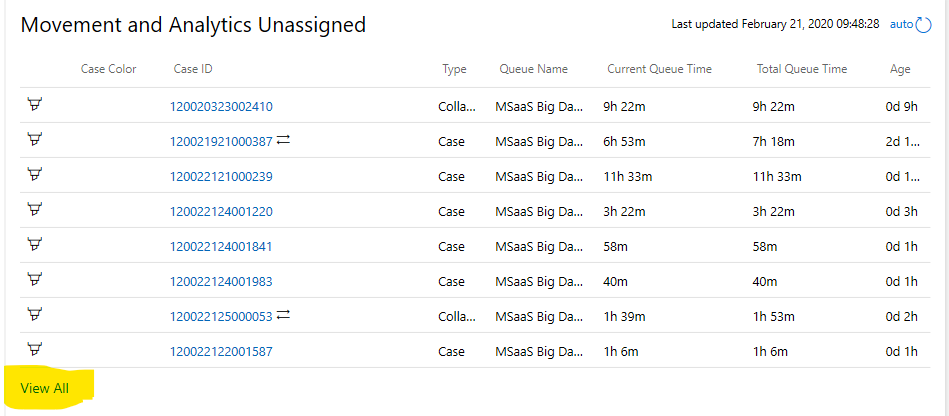 Movement and Analytics Unassigned Last updated February 21, 2020 09:48:28 auto
Case Color Case ID Type Queue Name Current Queue Time Total Queue Time Age
120020323002410 Colla... MSaaS Big Da... 9h 22m 9h 22m 0d 9h
120021921000387 Case MSaaS Big Da... 6h 53m 7h 18m 2d 1...
120022121000239 Case MSaaS Big Da... 11h 33m 11h 33m 0d 1...
120022124001220 Case MSaaS Big Da... 3h 22m 3h 22m 0d 3h
120022124001841 Case MSaaS Big Da... 58m 58m 0d 1h
120022124001983 Case MSaaS Big Da... 40m 40m 0d 1h
120022125000053 Colla... MSaaS Big Da... 1h 39m 1h 53m 0d 2h
120022122001587 Case MSaaS Big Da... 1h 6m 1h 6m 0d 1h
View All